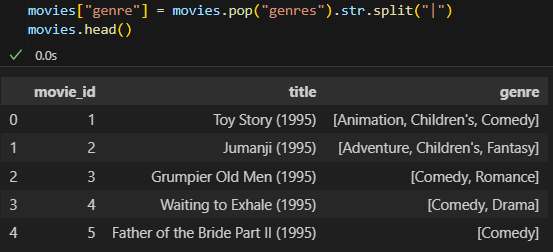 movies["genre"] = movies.pop("genres").str.split("|")
movies.head()
0.0s
movie_id title genre
0 1 Toy Story (1995) [Animation, Children's, Comedy]
1 2 Jumanji (1995) [Adventure, Children's, Fantasy]
2 3 Grumpier Old Men (1995) [Comedy, Romance]
3 4 Waiting to Exhale (1995) [Comedy, Drama]
4 5 Father of the Bride Part II (1995) [Comedy]